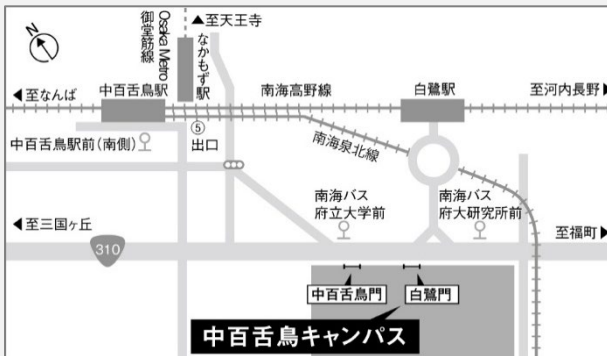 N
▲至天王寺
Osaka Metro
御堂筋線
なかもず駅
◀至なんば
中百舌鳥駅
南海高野線
白鷺駅
至河内長野▶
⑤
出口
中百舌鳥駅前(南側)
南海泉北線
南海バス
府立大学前
南海バス
府大研究所前
◀至三国ヶ丘
310
至福町▶
中百舌鳥門
白鷺門
中百舌鳥キャンパス